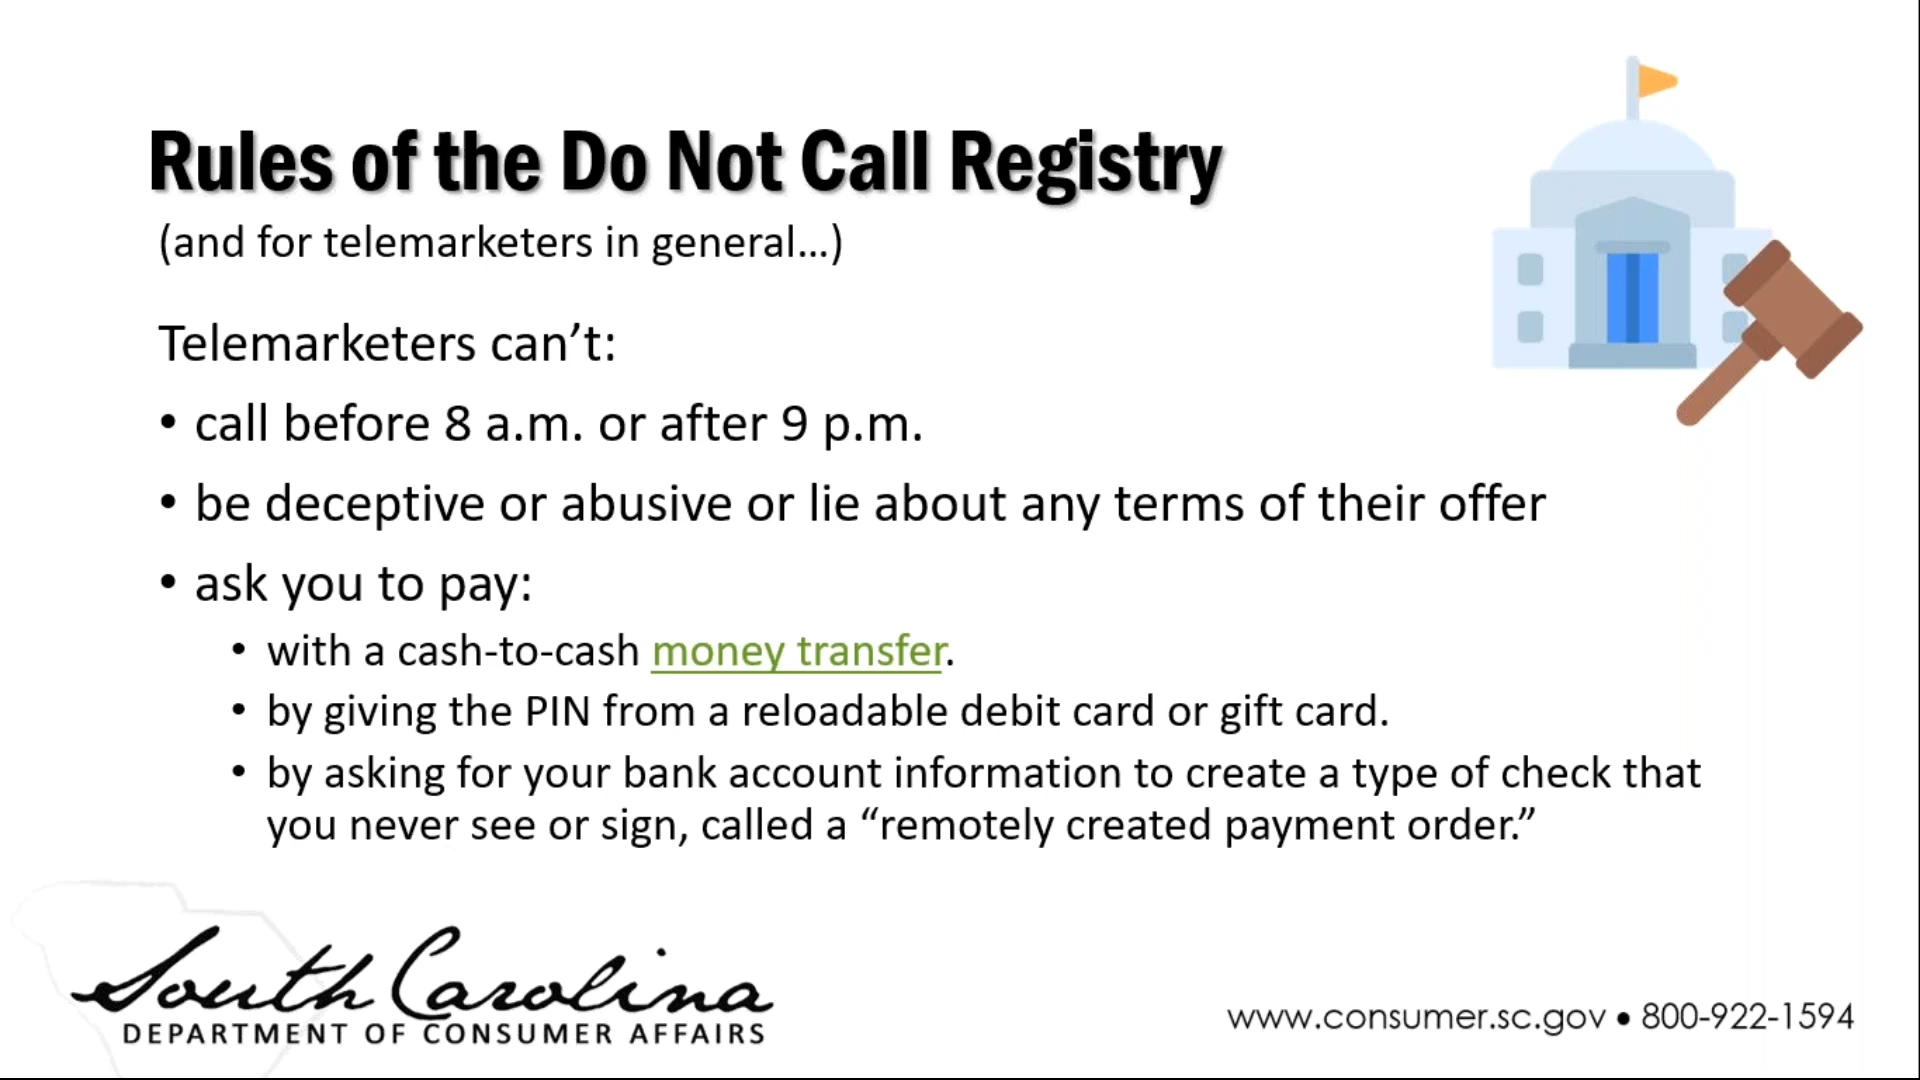 Rules of the Do Not Call Registry
(and for telemarketers in general...)
Telemarketers can’t:
• call before 8 a.m. or after 9 p.m.
• be deceptive or abusive or lie about any terms of their offer
• ask you to pay:
• with a cash-to-cash money transfer.
• by giving the PIN from a reloadable debit card or gift card.
• by asking for your bank account information to create a type of check that
you never see or sign, called a “remotely created payment order.”
South Carolina
DEPARTMENT OF CONSUMER AFFAIRS
www.consumer.sc.gov • 800-922-1594